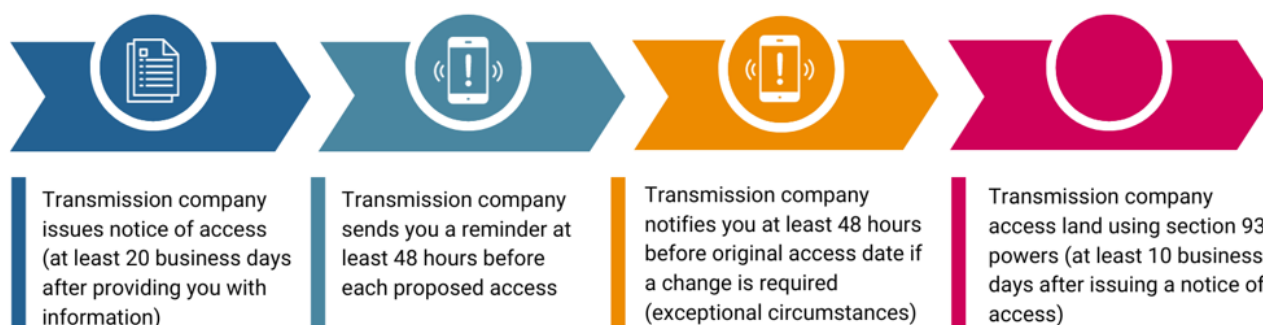 Transmission company
issues notice of access
(at least 20 business days
after providing you with
information)
Transmission company
sends you a reminder at
least 48 hours before
each proposed access
Transmission company
notifies you at least 48 hours
before original access date if
a change is required
(exceptional circumstances)
Transmission company
access land using section 93
powers (at least 10 business
days after issuing a notice of
access)